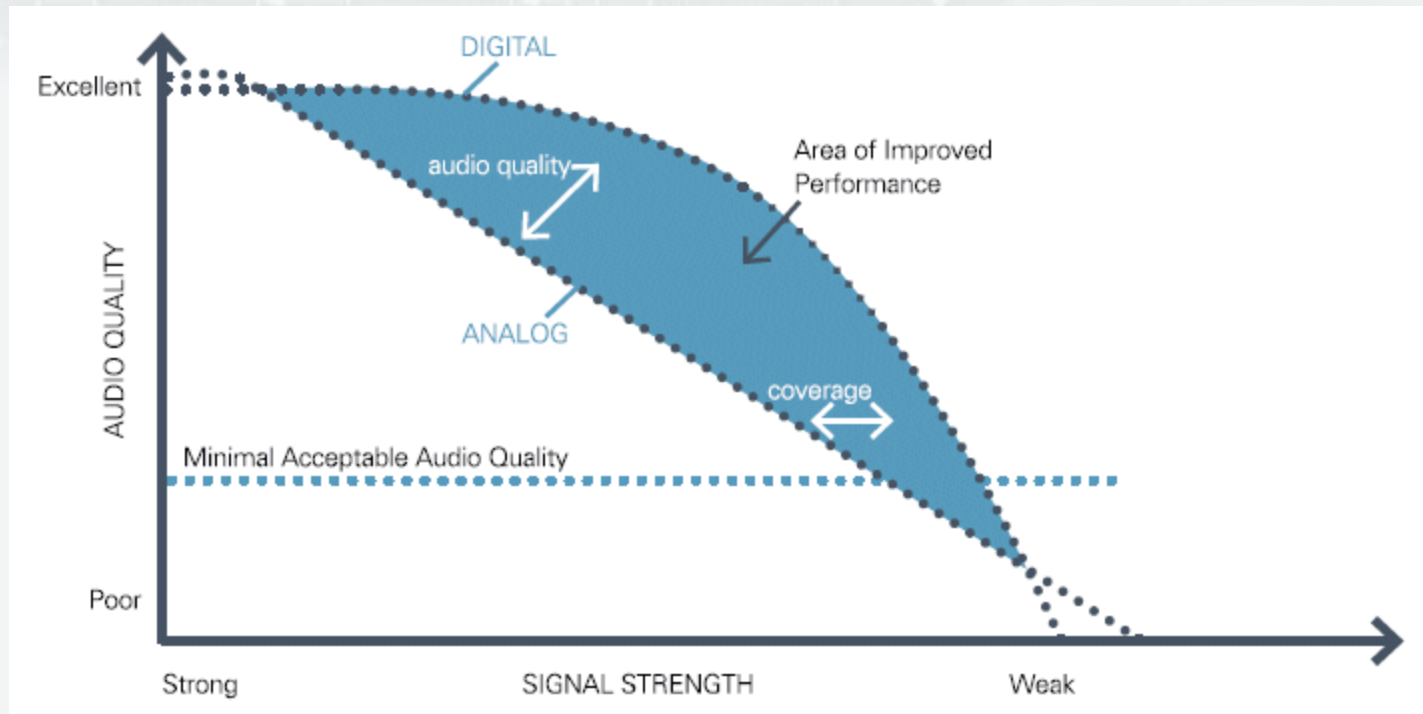 DIGITAL
Excellent
Area of Improved
Performance
audio quality
AUDIO QUALITY
ANALOG
coverage
Minimal Acceptable Audio Quality
Poor
Strong
SIGNAL STRENGTH
Weak